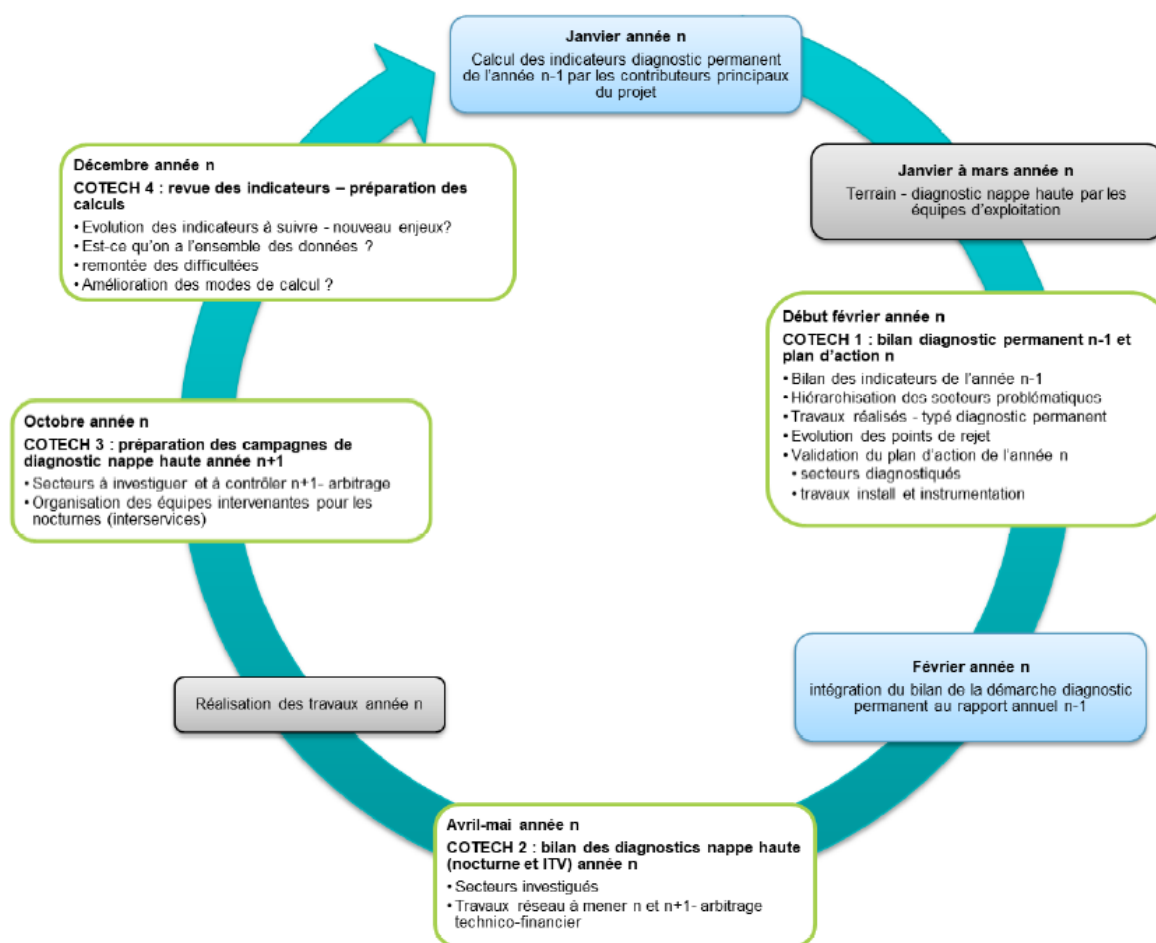 Janvier année n
Calcul des indicateurs diagnostic permanent
de l'année n-1 par les contributeurs principaux
du projet
Janvier à mars année n
Terrain - diagnostic nappe haute par les
équipes d'exploitation
Début février année n
COTECH 1 : bilan diagnostic permanent n-1 et
plan d'action n
• Bilan des indicateurs de l'année n-1
• Hiérarchisation des secteurs problématiques
• Travaux réalisés - typé diagnostic permanent
• Evolution des points de rejet
• Validation du plan d'action de l'année n
• secteurs diagnostiqués
• travaux install et instrumentation
Février année n
intégration du bilan de la démarche diagnostic
permanent au rapport annuel n-1
Avril-mai année n
COTECH 2 : bilan des diagnostics nappe haute
(nocturne et ITV) année n
• Secteurs investigués
• Travaux réseau à mener n et n+1- arbitrage
technico-financier
Réalisation des travaux année n
Octobre année n
COTECH 3 : préparation des campagnes de
diagnostic nappe haute année n+1
• Secteurs à investiguer et à contrôler n+1- arbitrage
• Organisation des équipes intervenantes pour les
nocturnes (interservices)
Décembre année n
COTECH 4 : revue des indicateurs – préparation des
calculs
• Evolution des indicateurs à suivre - nouveau enjeux?
• Est-ce qu'on a l'ensemble des données ?
• remontée des difficultées
• Amélioration des modes de calcul ?